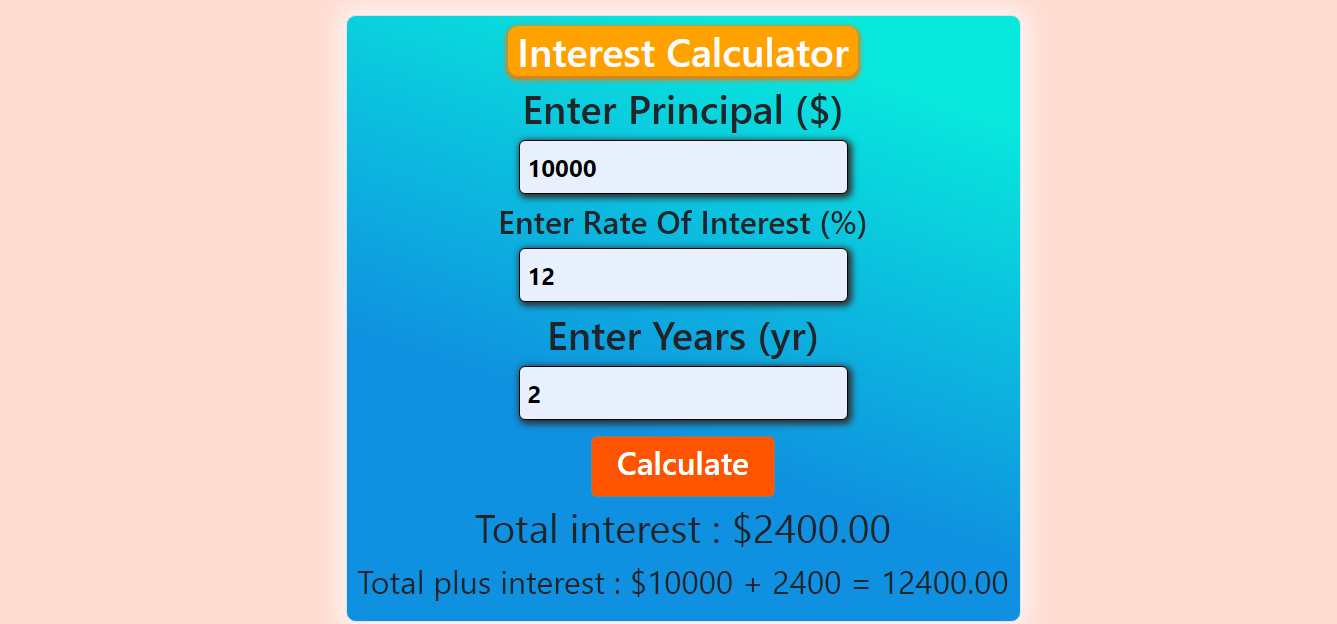 Interest Calculator
Enter Principal ($)
10000
Enter Rate Of Interest (%)
12
Enter Years (yr)
2
Calculate
Total interest : $2400.00
Total plus interest : $10000 + 2400 = 12400.00